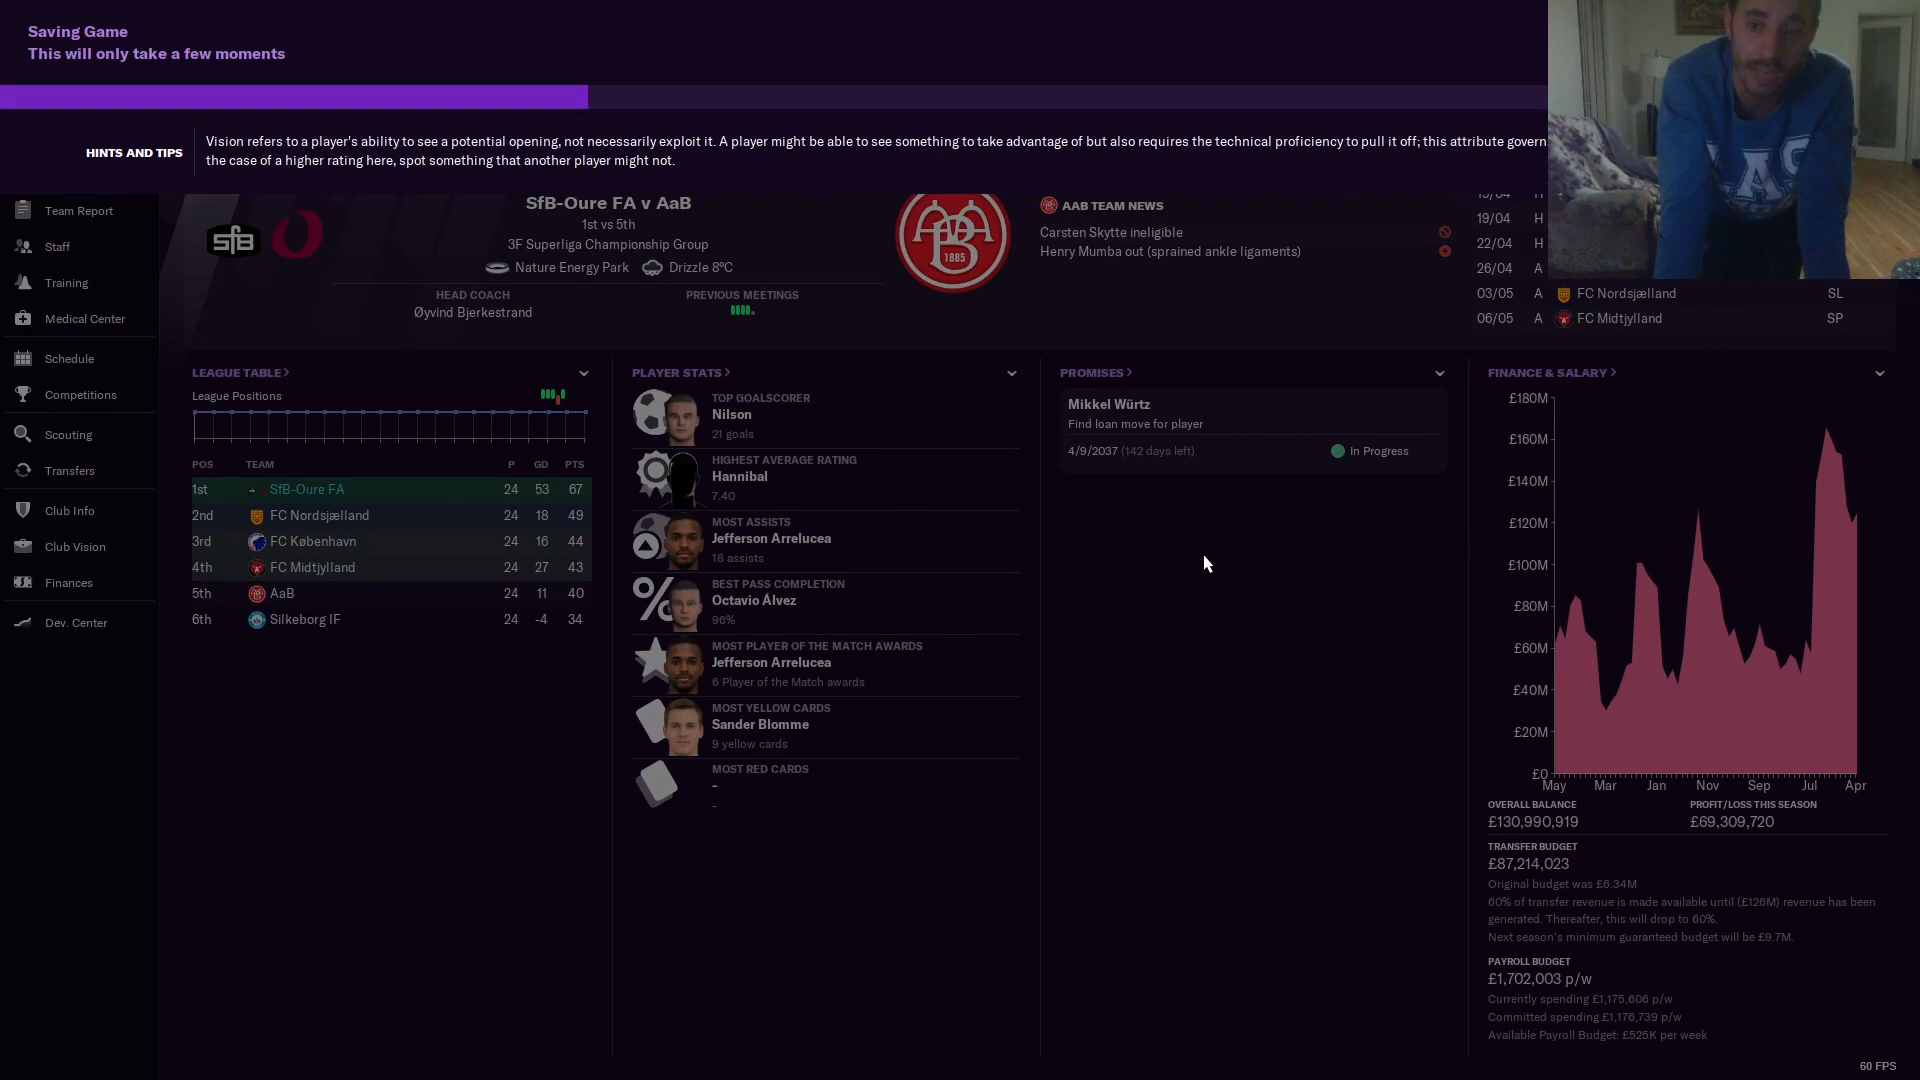 Saving Game
This will only take a few moments
HINTS AND TIPS
Vision refers to a player's ability to see a potential opening, not necessarily exploit it. A player might be able to see something to take advantage of but also requires the technical proficiency to pull it off; this attribute govern
the case of a higher rating here, spot something that another player might not.
Team Report
Staff
Training
Medical Center
Schedule
Competitions
Scouting
Transfers
Club Info
Club Vision
Finances
Dev. Center
SfB
SfB-Oure FA v AaB
1st vs 5th
3F Superliga Championship Group
Nature Energy Park Drizzle 8°C
HEAD COACH
Øyvind Bjerkestrand
PREVIOUS MEETINGS
1885
AAB TEAM NEWS
Carsten Skytte ineligible
Henry Mumba out (sprained ankle ligaments)
19/04 H
22/04 H
26/04 A
03/05 A FC Nordsjælland SL
06/05 A FC Midtjylland SP
LEAGUE TABLE
League Positions
POS TEAM P GD PTS
1st SfB-Oure FA 24 53 67
2nd FC Nordsjælland 24 18 49
3rd FC København 24 16 44
4th FC Midtjylland 24 27 43
5th AaB 24 11 40
6th Silkeborg IF 24 -4 34
PLAYER STATS
TOP GOALSCORER
Nilson
21 goals
HIGHEST AVERAGE RATING
Hannibal
7.40
MOST ASSISTS
Jefferson Arrelucea
18 assists
BEST PASS COMPLETION
Octavio Álvez
96%
MOST PLAYER OF THE MATCH AWARDS
Jefferson Arrelucea
6 Player of the Match awards
MOST YELLOW CARDS
Sander Blomme
9 yellow cards
MOST RED CARDS
-
-
PROMISES
Mikkel Würtz
Find loan move for player
4/9/2037 (142 days left) In Progress
FINANCE & SALARY
£180M
£160M
£140M
£120M
£100M
£80M
£60M
£40M
£20M
£0
May Mar Jan Nov Sep Jul Apr
OVERALL BALANCE
£130,990,919
PROFIT/LOSS THIS SEASON
£69,309,720
TRANSFER BUDGET
£87,214,023
Original budget was £6.34M
60% of transfer revenue is made available until (£126M) revenue has been
generated. Thereafter, this will drop to 60%.
Next season's minimum guaranteed budget will be £9.7M.
PAYROLL BUDGET
£1,702,003 p/w
Currently spending £1,175,606 p/w
Committed spending £1,176,739 p/w
Available Payroll Budget: £525K per week
60 FPS